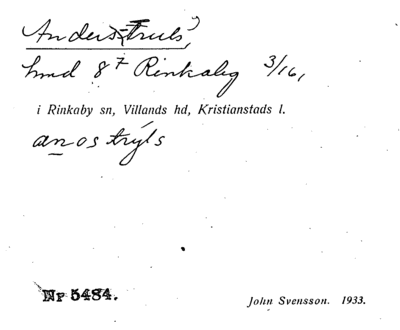 Anders-Truls,
hmd 8⁷ Rinkaby 3/16,
i Rinkaby sn, Villands hd, Kristianstads l.
an os trỳls
Nr 5484.
John Svensson. 1933.